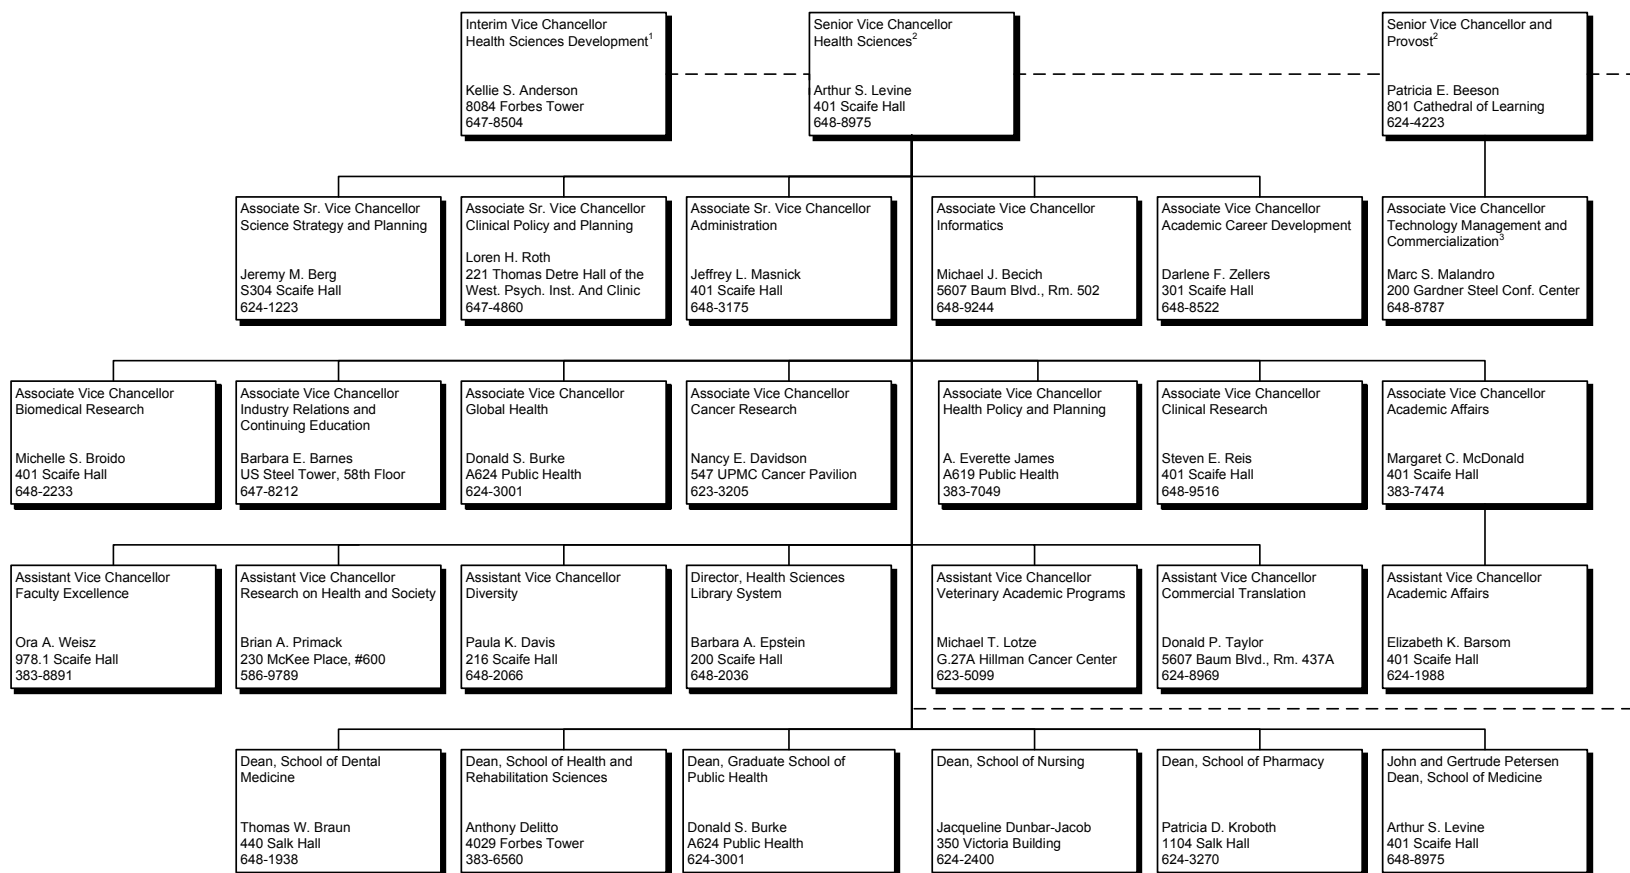 Interim Vice Chancellor
Health Sciences Development¹
Kellie S. Anderson
8084 Forbes Tower
647-8504
Senior Vice Chancellor
Health Sciences²
Arthur S. Levine
401 Scaife Hall
648-8975
Senior Vice Chancellor and
Provost²
Patricia E. Beeson
801 Cathedral of Learning
624-4223
Associate Sr. Vice Chancellor
Science Strategy and Planning
Jeremy M. Berg
S304 Scaife Hall
624-1223
Associate Sr. Vice Chancellor
Clinical Policy and Planning
Loren H. Roth
221 Thomas Detre Hall of the
West. Psych. Inst. And Clinic
647-4860
Associate Sr. Vice Chancellor
Administration
Jeffrey L. Masnick
401 Scaife Hall
648-3175
Associate Vice Chancellor
Informatics
Michael J. Becich
5607 Baum Blvd., Rm. 502
648-9244
Associate Vice Chancellor
Academic Career Development
Darlene F. Zellers
301 Scaife Hall
648-8522
Associate Vice Chancellor
Technology Management and
Commercialization³
Marc S. Malandro
200 Gardner Steel Conf. Center
648-8787
Associate Vice Chancellor
Biomedical Research
Michelle S. Broido
401 Scaife Hall
648-2233
Associate Vice Chancellor
Industry Relations and
Continuing Education
Barbara E. Barnes
US Steel Tower, 58th Floor
647-8212
Associate Vice Chancellor
Global Health
Donald S. Burke
A624 Public Health
624-3001
Associate Vice Chancellor
Cancer Research
Nancy E. Davidson
547 UPMC Cancer Pavilion
623-3205
Associate Vice Chancellor
Health Policy and Planning
A. Everette James
A619 Public Health
383-7049
Associate Vice Chancellor
Clinical Research
Steven E. Reis
401 Scaife Hall
648-9516
Associate Vice Chancellor
Academic Affairs
Margaret C. McDonald
401 Scaife Hall
383-7474
Assistant Vice Chancellor
Faculty Excellence
Ora A. Weisz
978.1 Scaife Hall
383-8891
Assistant Vice Chancellor
Research on Health and Society
Brian A. Primack
230 McKee Place, #600
586-9789
Assistant Vice Chancellor
Diversity
Paula K. Davis
216 Scaife Hall
648-2066
Director, Health Sciences
Library System
Barbara A. Epstein
200 Scaife Hall
648-2036
Assistant Vice Chancellor
Veterinary Academic Programs
Michael T. Lotze
G.27A Hillman Cancer Center
623-5099
Assistant Vice Chancellor
Commercial Translation
Donald P. Taylor
5607 Baum Blvd., Rm. 437A
624-8969
Assistant Vice Chancellor
Academic Affairs
Elizabeth K. Barsom
401 Scaife Hall
624-1988
Dean, School of Dental
Medicine
Thomas W. Braun
440 Salk Hall
648-1938
Dean, School of Health and
Rehabilitation Sciences
Anthony Delitto
4029 Forbes Tower
383-6560
Dean, Graduate School of
Public Health
Donald S. Burke
A624 Public Health
624-3001
Dean, School of Nursing
Jacqueline Dunbar-Jacob
350 Victoria Building
624-2400
Dean, School of Pharmacy
Patricia D. Kroboth
1104 Salk Hall
624-3270
John and Gertrude Petersen
Dean, School of Medicine
Arthur S. Levine
401 Scaife Hall
648-8975